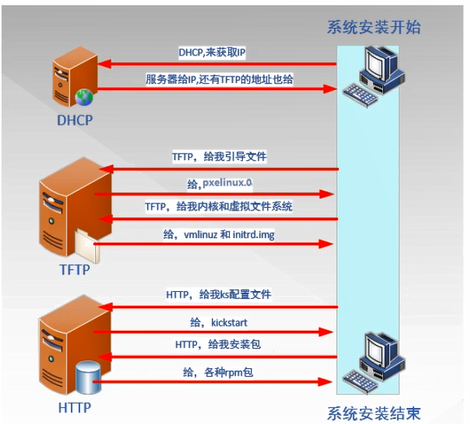 系统安装开始
DHCP,来获取IP
服务器给IP,还有TFTP的地址也给
DHCP
TFTP，给我引导文件
给,pxelinux.0
TFTP，给我内核和虚拟文件系统
给，vmlinuz 和 initrd.img
TFTP
HTTP，给我ks配置文件
给，kickstart
HTTP，给我安装包
给，各种rpm包
HTTP
系统安装结束